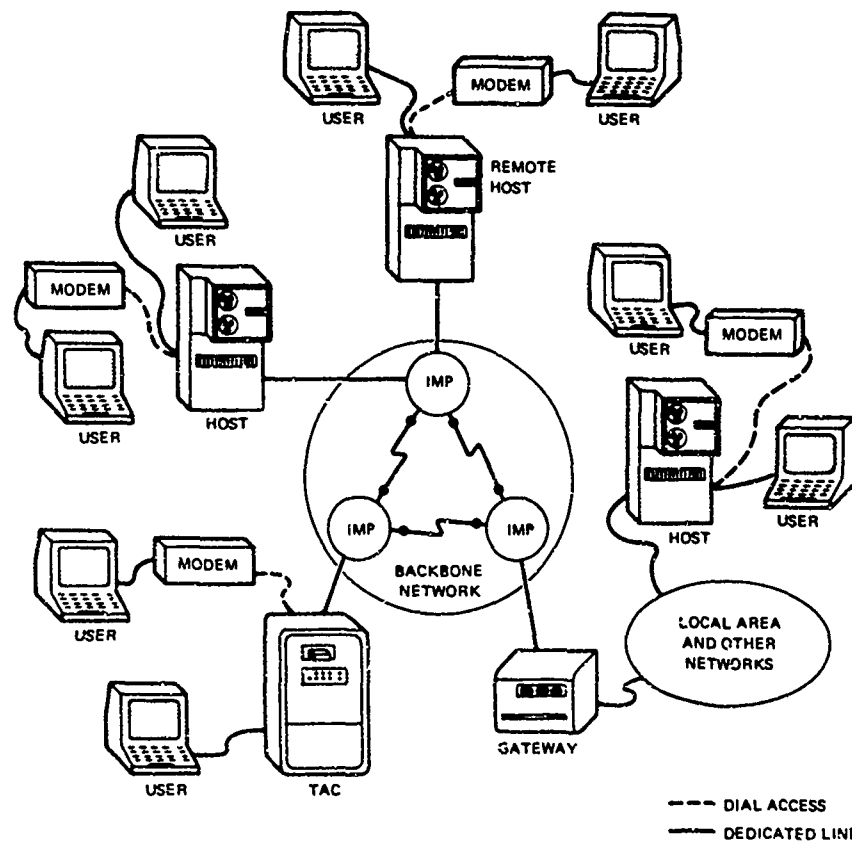 MODEM
USER
USER
REMOTE
HOST
USER
MODEM
USER
HOST
USER
MODEM
IMP
HOST
USER
IMP
IMP
BACKBONE
NETWORK
MODEM
USER
LOCAL AREA
AND OTHER
NETWORKS
USER
TAC
GATEWAY
DIAL ACCESS
DEDICATED LINE